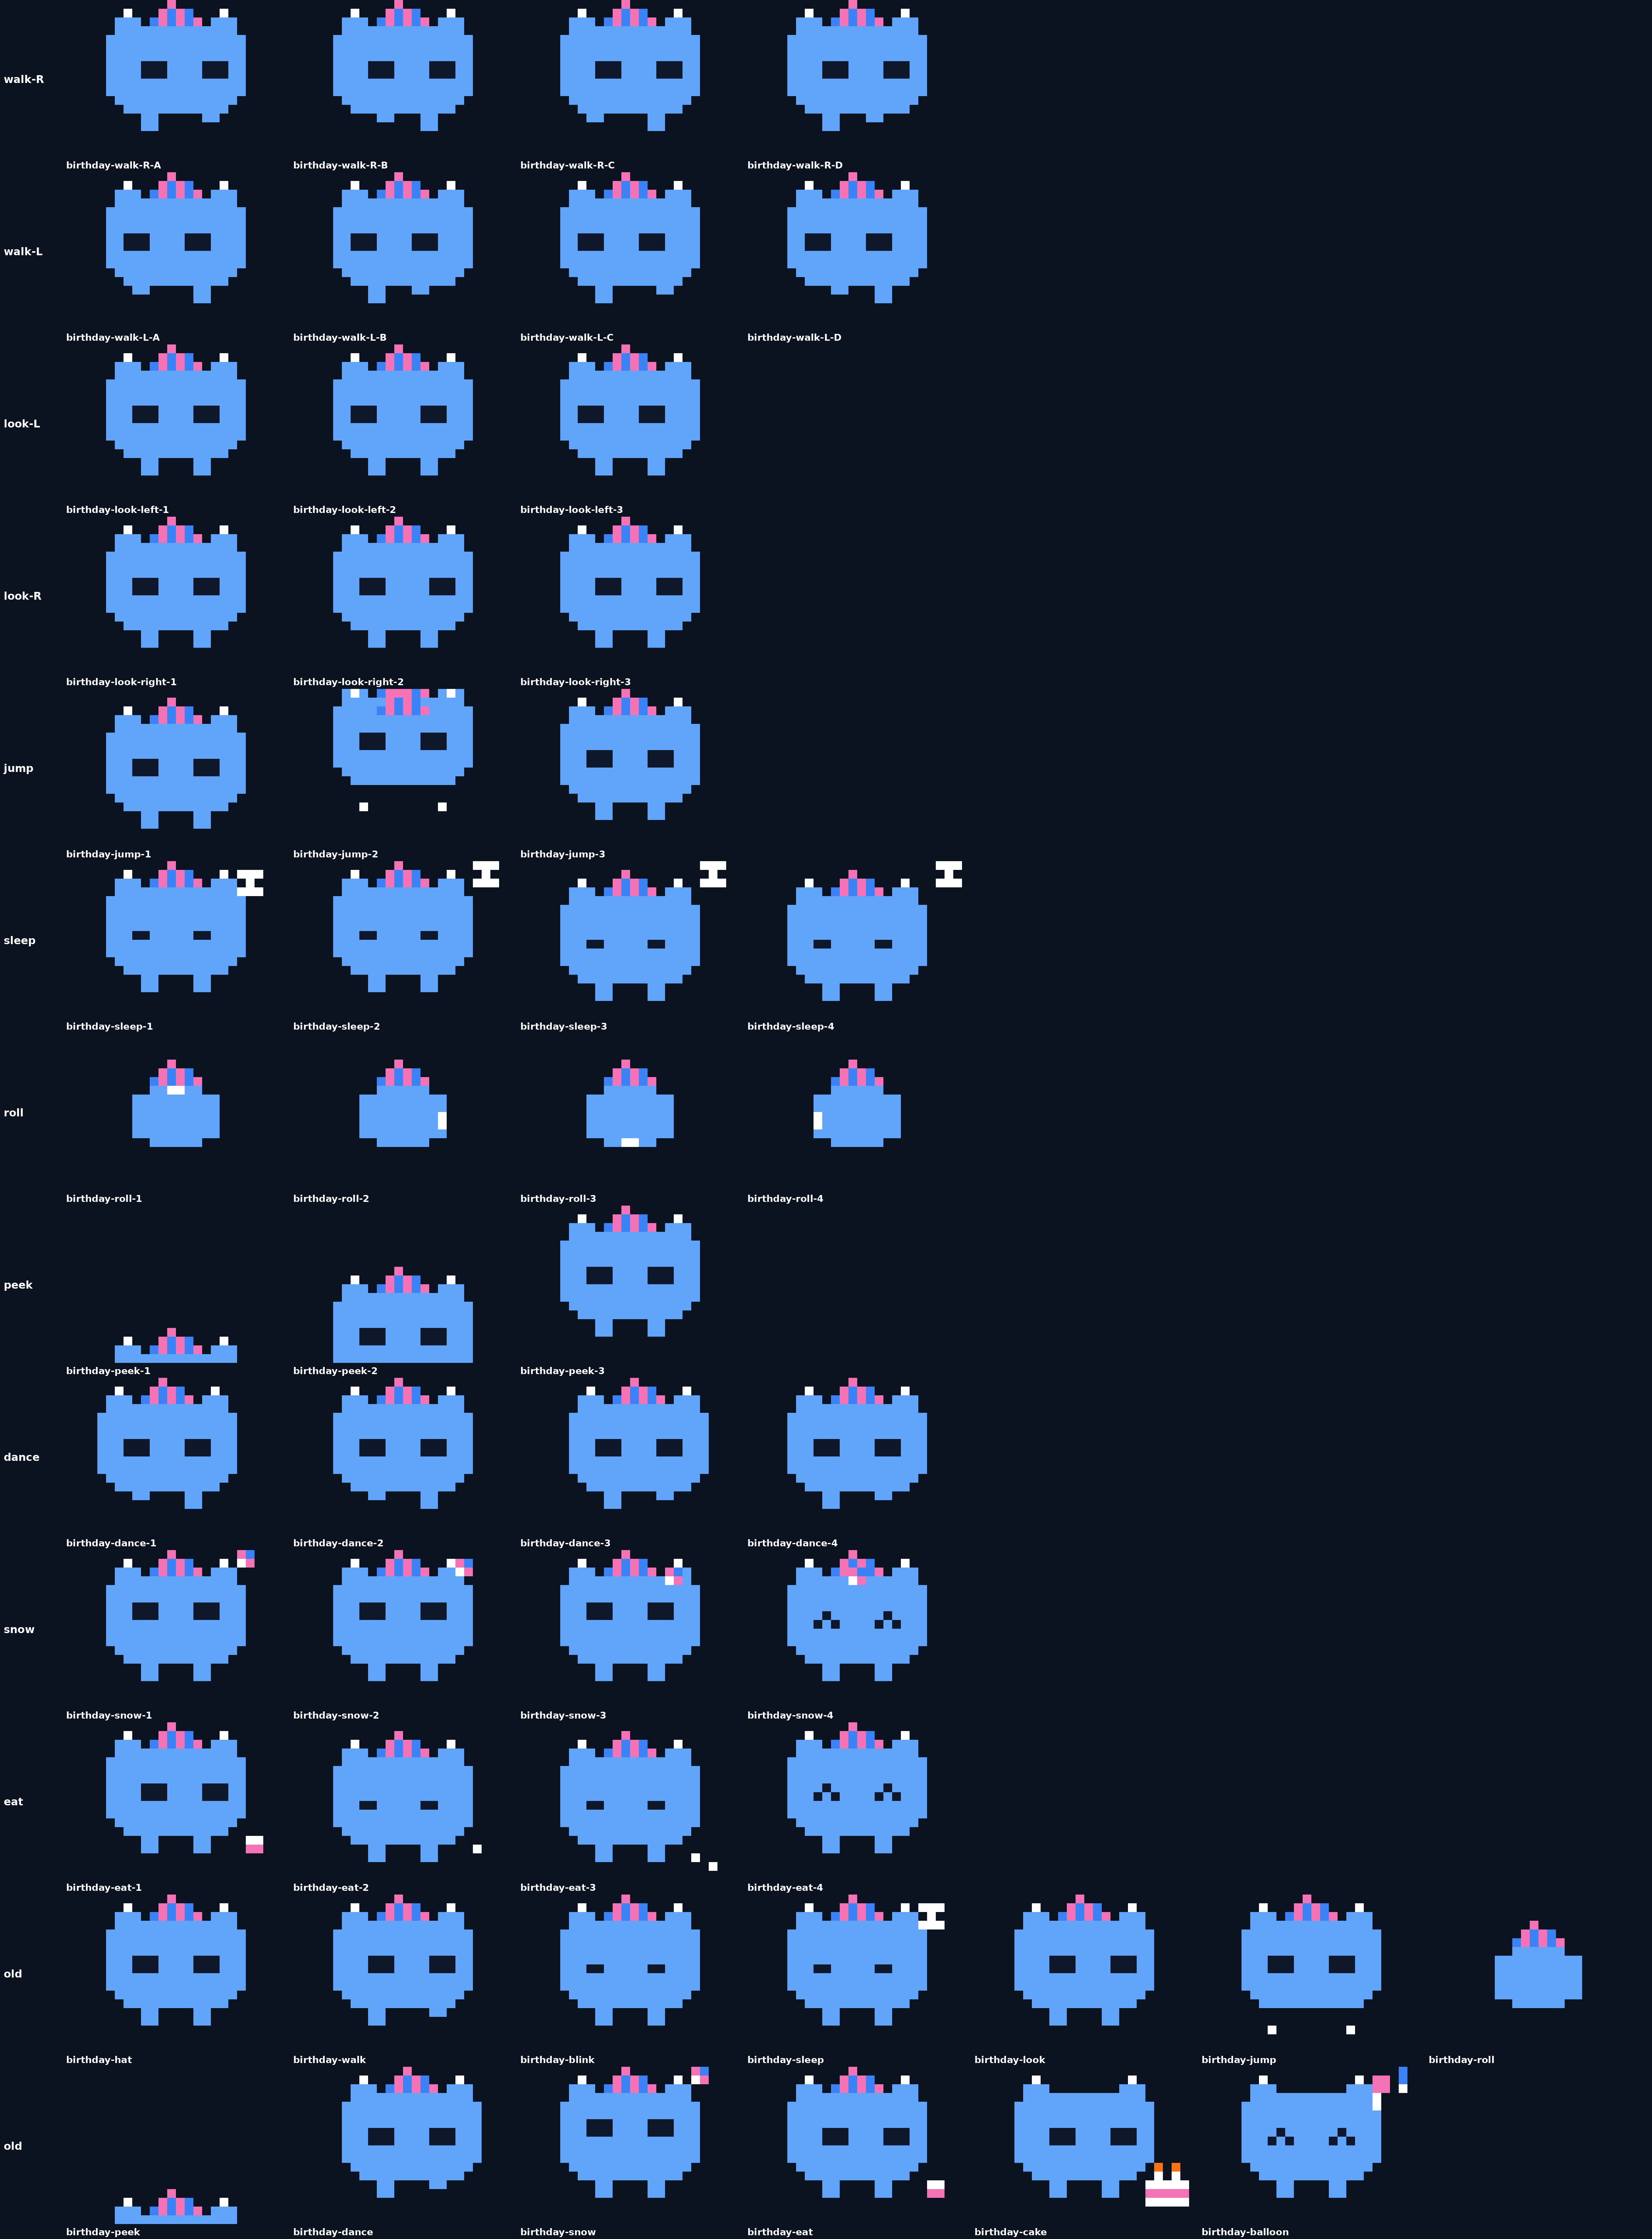 walk-R
birthday-walk-R-A birthday-walk-R-B birthday-walk-R-C birthday-walk-R-D
walk-L
birthday-walk-L-A birthday-walk-L-B birthday-walk-L-C birthday-walk-L-D
look-L
birthday-look-left-1 birthday-look-left-2 birthday-look-left-3
look-R
birthday-look-right-1 birthday-look-right-2 birthday-look-right-3
jump
birthday-jump-1 birthday-jump-2 birthday-jump-3
sleep
birthday-sleep-1 birthday-sleep-2 birthday-sleep-3 birthday-sleep-4
roll
birthday-roll-1 birthday-roll-2 birthday-roll-3 birthday-roll-4
peek
birthday-peek-1 birthday-peek-2 birthday-peek-3
dance
birthday-dance-1 birthday-dance-2 birthday-dance-3 birthday-dance-4
snow
birthday-snow-1 birthday-snow-2 birthday-snow-3 birthday-snow-4
eat
birthday-eat-1 birthday-eat-2 birthday-eat-3 birthday-eat-4
old
birthday-hat birthday-walk birthday-blink birthday-sleep birthday-look birthday-jump birthday-roll
old
birthday-peek birthday-dance birthday-snow birthday-eat birthday-cake birthday-balloon